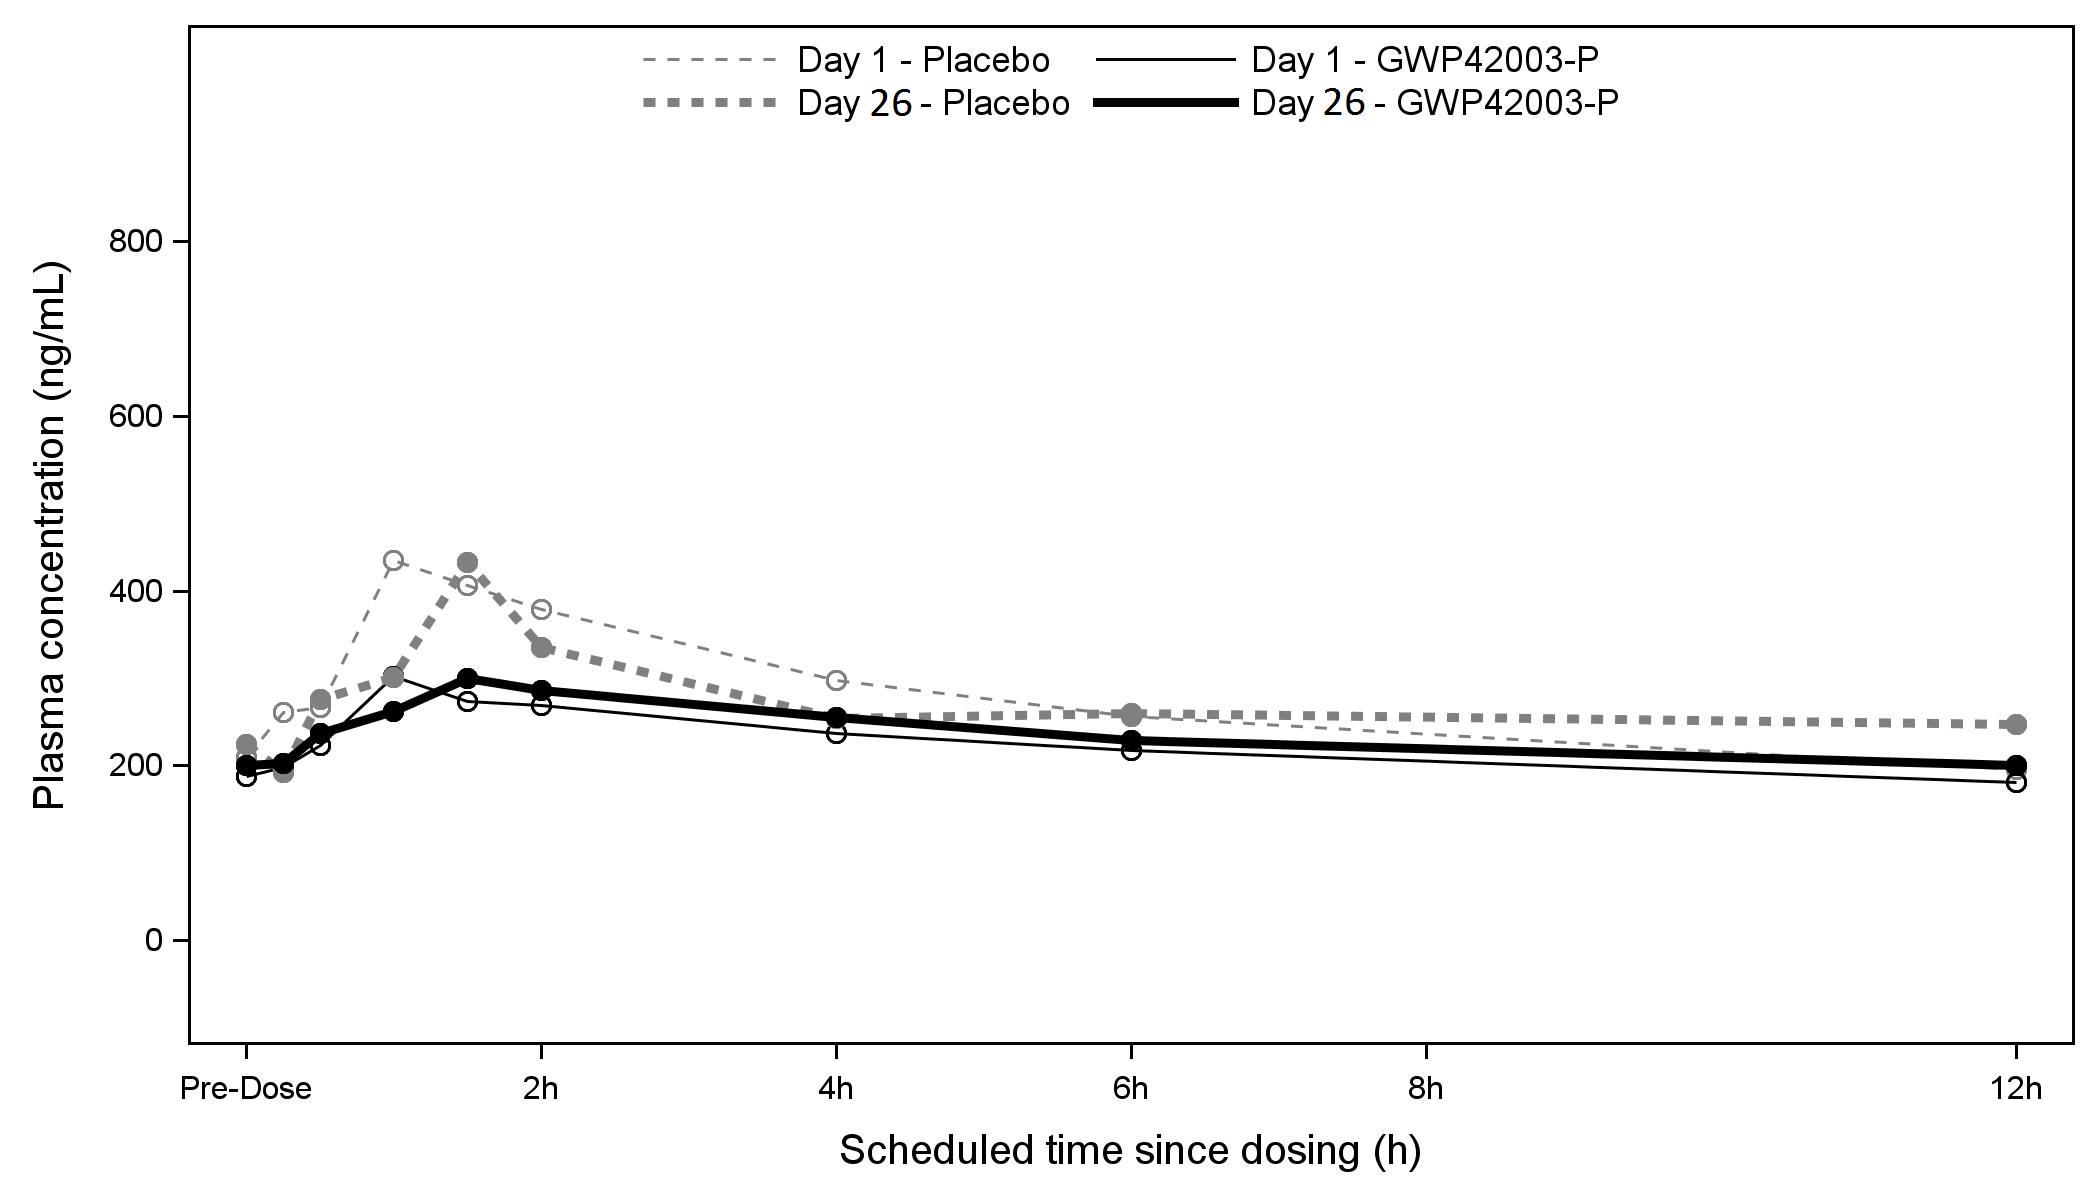 Day 1 - Placebo
Day 1 - GWP42003-P
Day 26 - Placebo
Day 26 - GWP42003-P
Plasma concentration (ng/mL)
800
600
400
200
0
Pre-Dose
2h
4h
6h
8h
12h
Scheduled time since dosing (h)